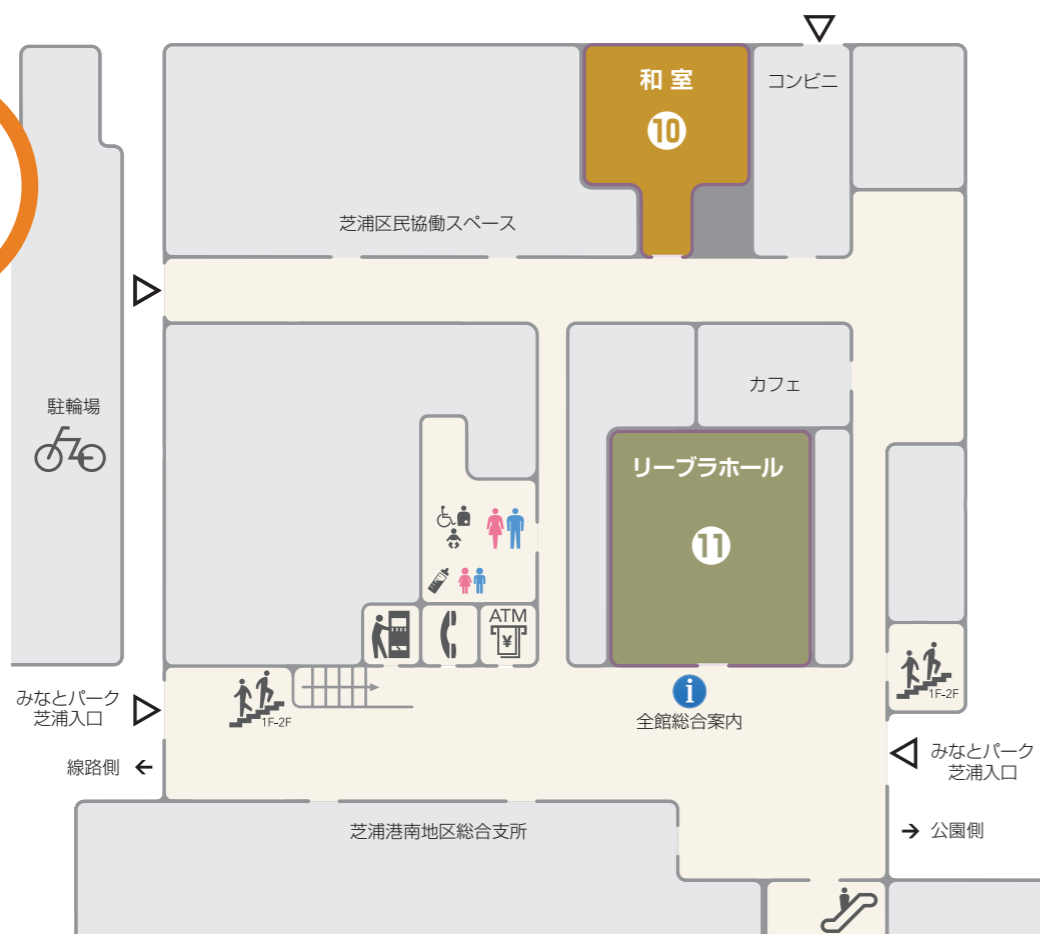 和室
10
コンビニ
芝浦区民協働スペース
駐輪場
カフェ
リーブラホール
11
ATM
¥
1F-2F
1F-2F
みなとパーク
芝浦入口
i
全館総合案内
線路側 ←
みなとパーク
芝浦入口
芝浦港南地区総合支所
→ 公園側